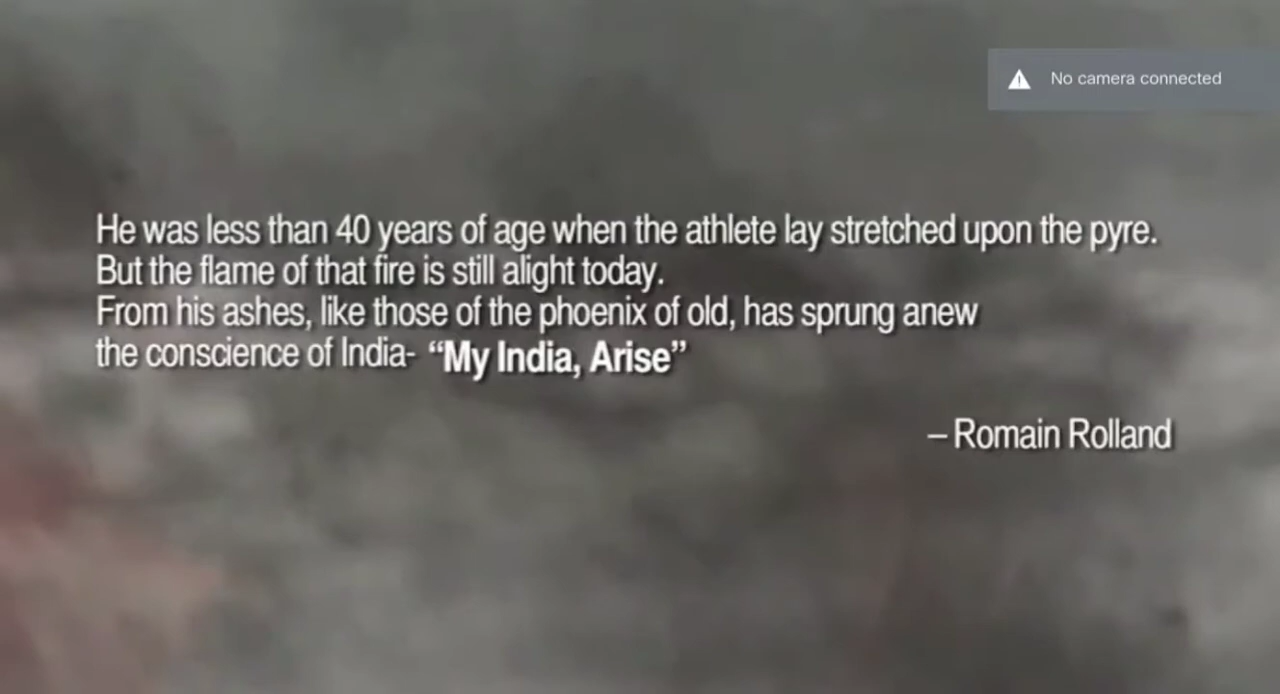 No camera connected
He was less than 40 years of age when the athlete lay stretched upon the pyre.
But the flame of that fire is still alight today.
From his ashes, like those of the phoenix of old, has sprung anew
the conscience of India- “My India, Arise”
– Romain Rolland